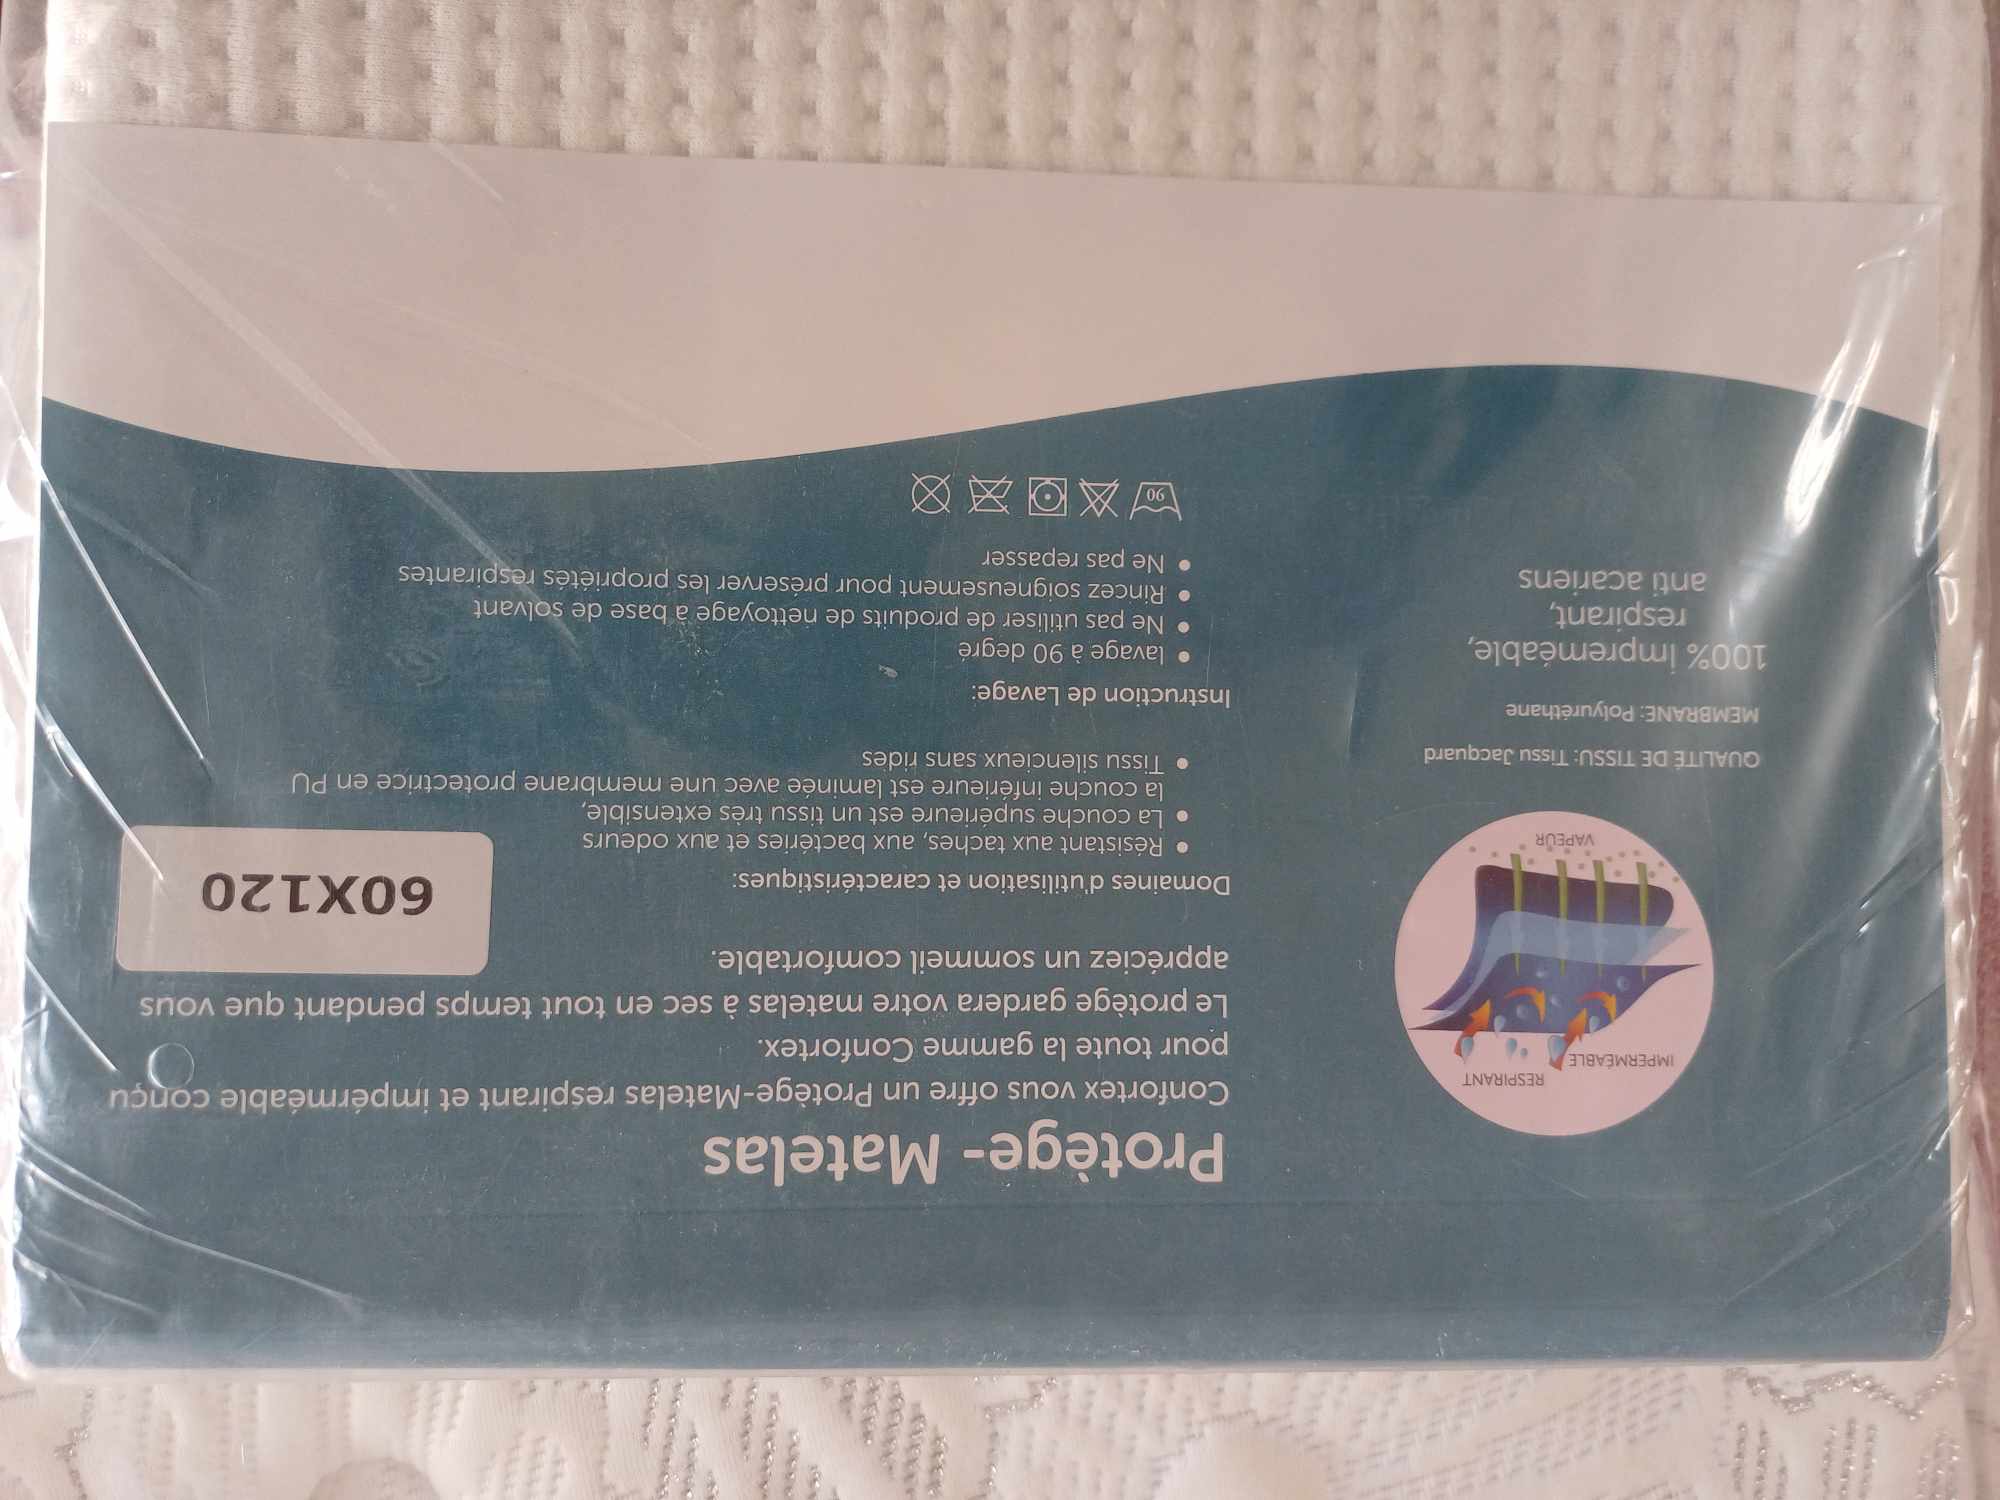 Protège- Matelas
Confortex vous offre un Protège-Matelas respirant et impérméable conçu
pour toute la gamme Confortex.
Le protège gardera votre matelas à sec en tout temps pendant que vous
appréciez un sommeil comfortable.
Domaines d'utilisation et caractéristiques:
• Résistant aux taches, aux bactéries et aux odeurs
• La couche supérieure est un tissu très extensible,
la couche inférieure est laminée avec une membrane protectrice en PU
• Tissu silencieux sans rides
Instruction de Lavage:
• lavage à 90 degré
• Ne pas utiliser de produits de nettoyage à base de solvant
• Rincez soigneusement pour préserver les propriétés respirantes
• Ne pas repasser
90
60X120
RESPIRANT
IMPERMÉABLE
VAPEUR
QUALITÉ DE TISSU: Tissu Jacquard
MEMBRANE: Polyuréthane
100% Impreméable,
respirant,
anti acariens